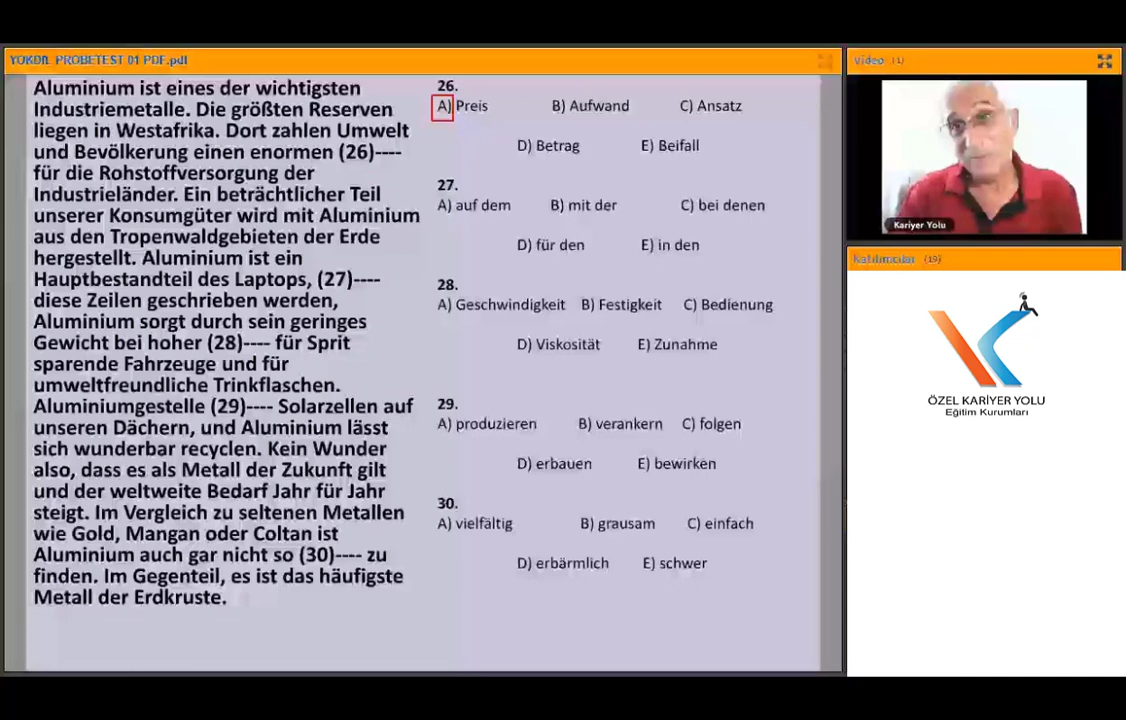 YOKDIL PROBETEST 01 PDF.pdf
Aluminium ist eines der wichtigsten
Industriemetalle. Die größten Reserven
liegen in Westafrika. Dort zahlen Umwelt
und Bevölkerung einen enormen (26)----
für die Rohstoffversorgung der
Industrieländer. Ein beträchtlicher Teil
unserer Konsumgüter wird mit Aluminium
aus den Tropenwaldgebieten der Erde
hergestellt. Aluminium ist ein
Hauptbestandteil des Laptops, (27)----
diese Zeilen geschrieben werden,
Aluminium sorgt durch sein geringes
Gewicht bei hoher (28)---- für Sprit
sparende Fahrzeuge und für
umweltfreundliche Trinkflaschen.
Aluminiumgestelle (29)---- Solarzellen auf
unseren Dächern, und Aluminium lässt
sich wunderbar recyclen. Kein Wunder
also, dass es als Metall der Zukunft gilt
und der weltweite Bedarf Jahr für Jahr
steigt. Im Vergleich zu seltenen Metallen
wie Gold, Mangan oder Coltan ist
Aluminium auch gar nicht so (30)---- zu
finden. Im Gegenteil, es ist das häufigste
Metall der Erdkruste.
26.
A) Preis B) Aufwand C) Ansatz
D) Betrag E) Beifall
27.
A) auf dem B) mit der C) bei denen
D) für den E) in den
28.
A) Geschwindigkeit B) Festigkeit C) Bedienung
D) Viskosität E) Zunahme
29.
A) produzieren B) verankern C) folgen
D) erbauen E) bewirken
30.
A) vielfältig B) grausam C) einfach
D) erbärmlich E) schwer
Video (1)
Kariyer Yolu
Katılımcılar (19)
ÖZEL KARİYER YOLU
Eğitim Kurumları